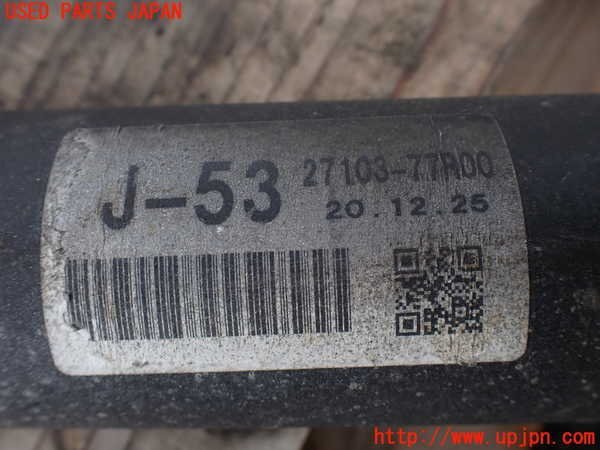 USED PARTS JAPAN
J-53 27103-77R00
20.12.25
http://www.upjpn.com/